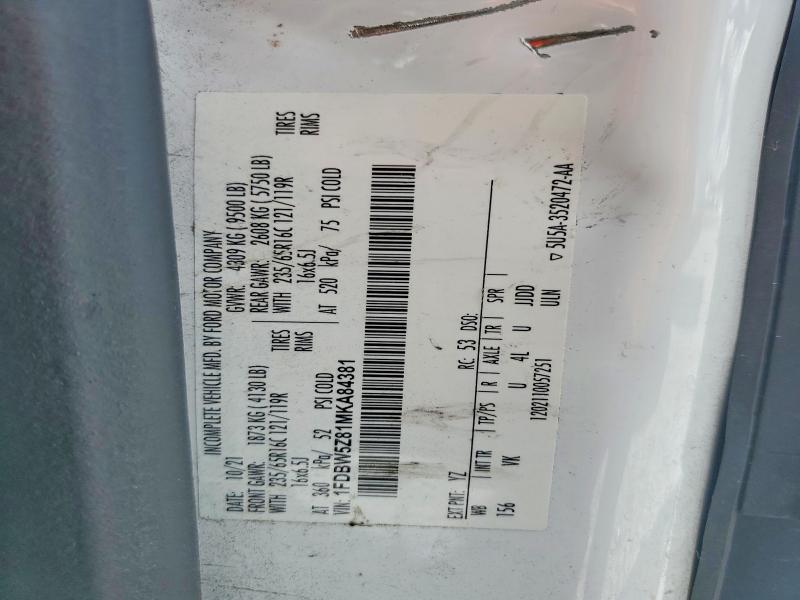 INCOMPLETE VEHICLE MFD. BY FORD MOTOR COMPANY
DATE: 10/21 GVWR: 4309 KG ( 9500 LB)
FRONT GAWR: 1873 KG ( 4130 LB) REAR GAWR: 2608 KG ( 5750 LB)
WITH 235/65R16C 121/119R TIRES WITH 235/65R16C 121/119R TIRES
16x6.5J RIMS 16x6.5J RIMS
AT 360 kPa/ 52 PSI COLD AT 520 kPa/ 75 PSI COLD
VIN: 1FDBW5Z81MKA84381
EXT PNT: YZ RC: 53 DSO:
WB INT TR TP/PS R AXLE TR SPR
156 VK U 4L U JJDD
1202110057251 ULN
▽ 5U5A-3520472-AA